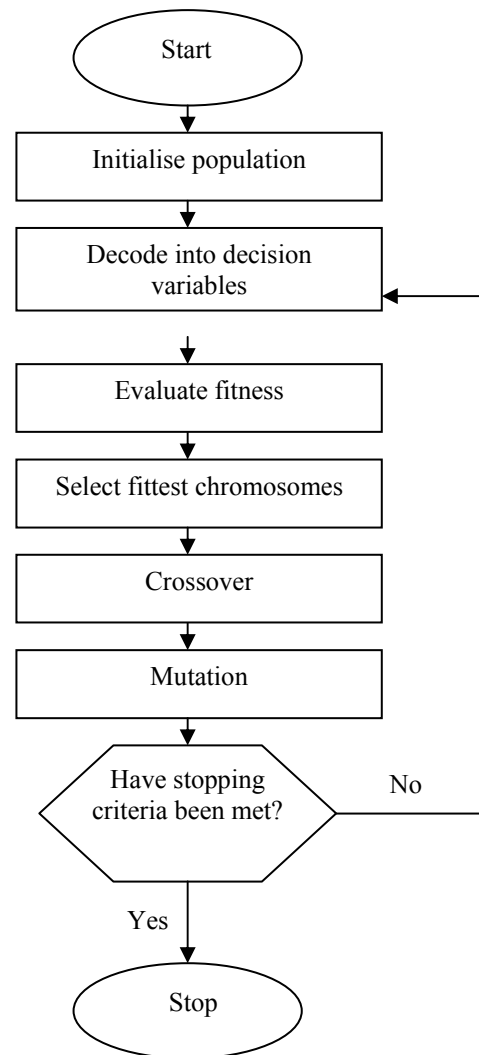 Start
Initialise population
Decode into decision
variables
Evaluate fitness
Select fittest chromosomes
Crossover
Mutation
Have stopping
criteria been met?
No
Yes
Stop